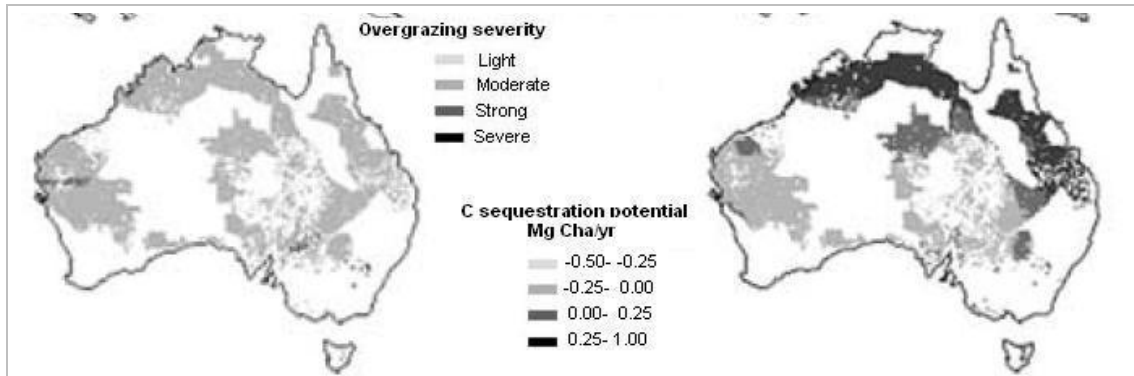 Overgrazing severity
Light
Moderate
Strong
Severe
C sequestration potential
Mg Cha/yr
-0.50- -0.25
-0.25- 0.00
0.00- 0.25
0.25- 1.00